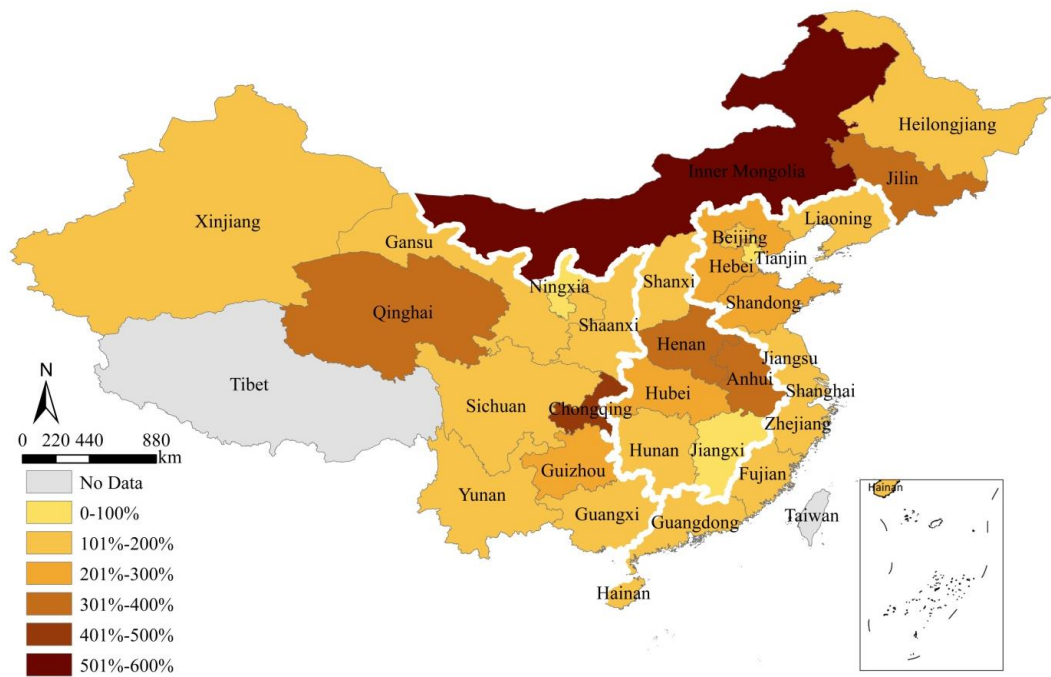 Heilongjiang
Inner Mongolia
Jilin
Xinjiang
Gansu
Liaoning
Beijing
Tianjin
Hebei
Ningxia
Shanxi
Shandong
Qinghai
Shaanxi
Henan
Jiangsu
Anhui
Tibet
Shanghai
Hubei
Sichuan
Chongqing
Zhejiang
Hunan
Jiangxi
Guizhou
Fujian
Yunan
Guangxi
Guangdong
Taiwan
Hainan
N
0 220 440 880
km
No Data
0-100%
101%-200%
201%-300%
301%-400%
401%-500%
501%-600%
Hainan